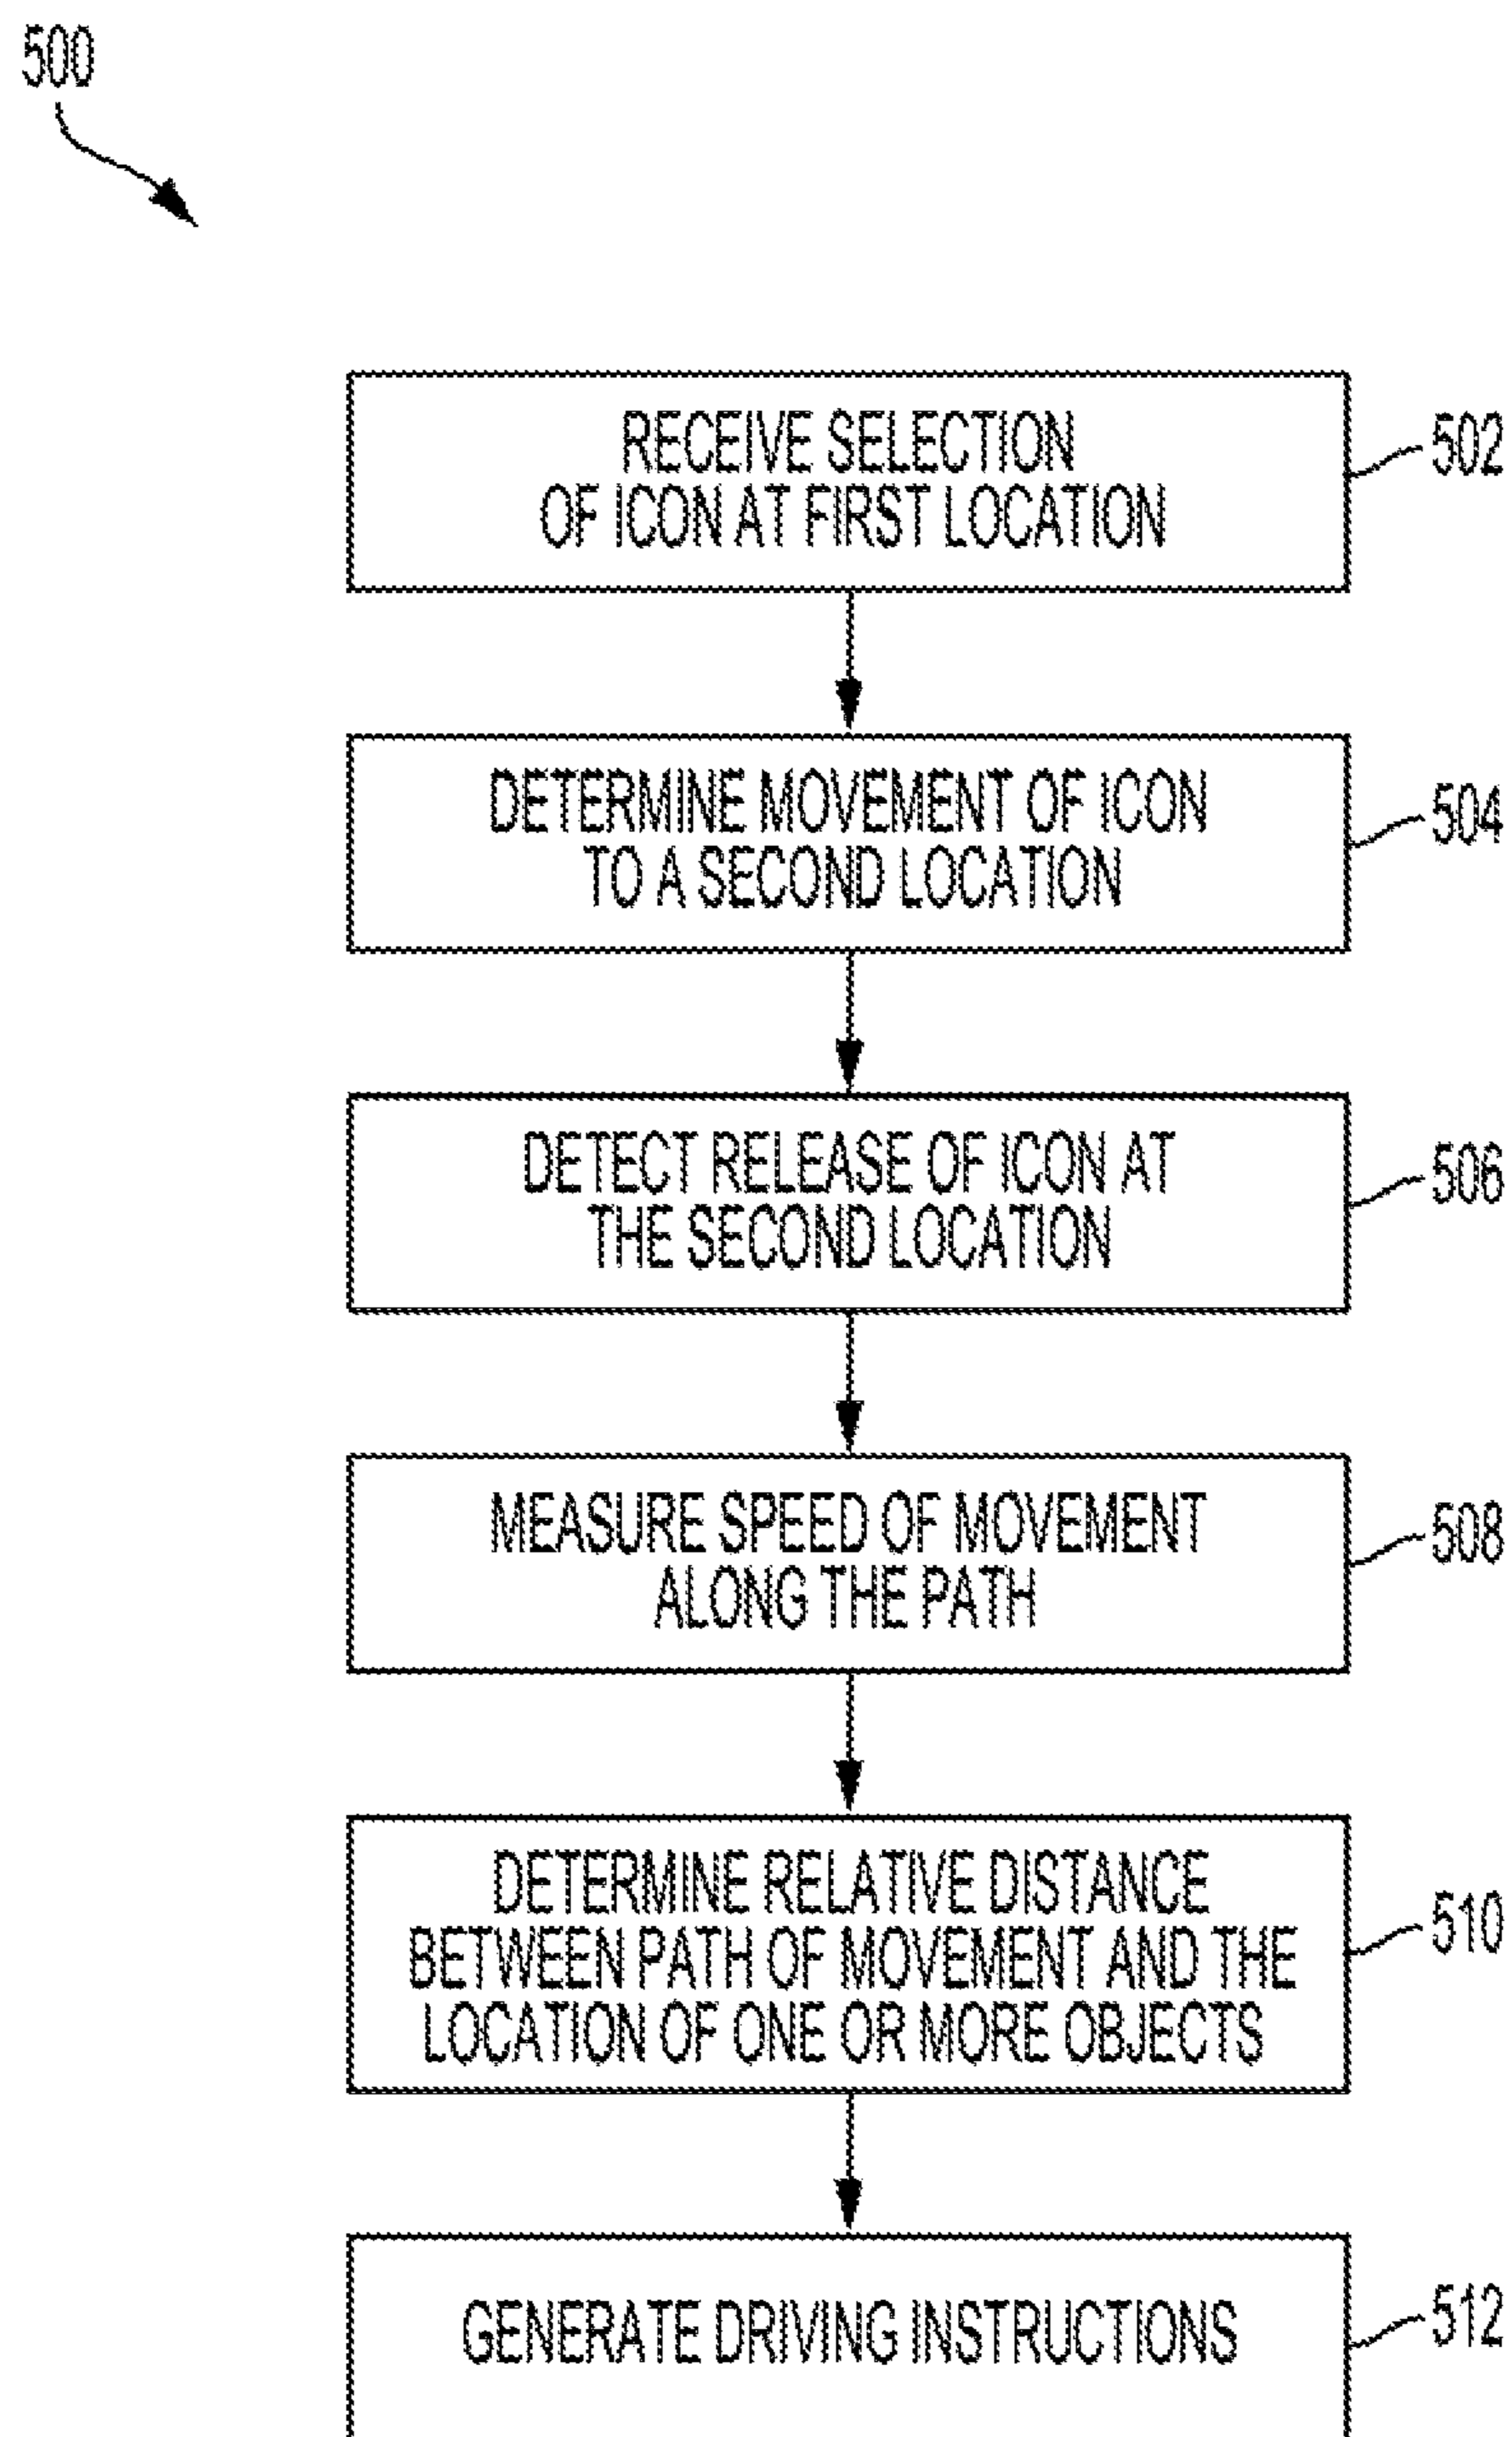 500
RECEIVE SELECTION
OF ICON AT FIRST LOCATION
502
DETERMINE MOVEMENT OF ICON
TO A SECOND LOCATION
504
DETECT RELEASE OF ICON AT
THE SECOND LOCATION
506
MEASURE SPEED OF MOVEMENT
ALONG THE PATH
508
DETERMINE RELATIVE DISTANCE
BETWEEN PATH OF MOVEMENT AND THE
LOCATION OF ONE OR MORE OBJECTS
510
GENERATE DRIVING INSTRUCTIONS
512